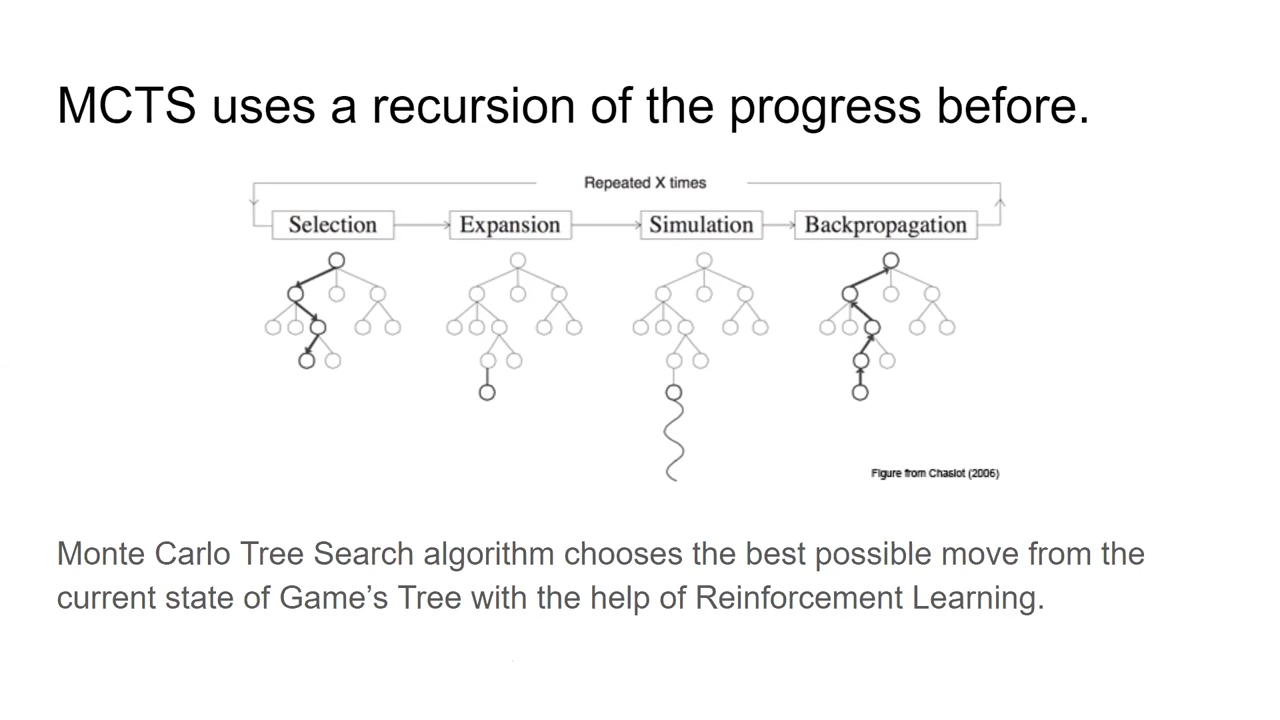 MCTS uses a recursion of the progress before.
Repeated X times
Selection
Expansion
Simulation
Backpropagation
Figure from Chaslot (2006)
Monte Carlo Tree Search algorithm chooses the best possible move from the
current state of Game’s Tree with the help of Reinforcement Learning.